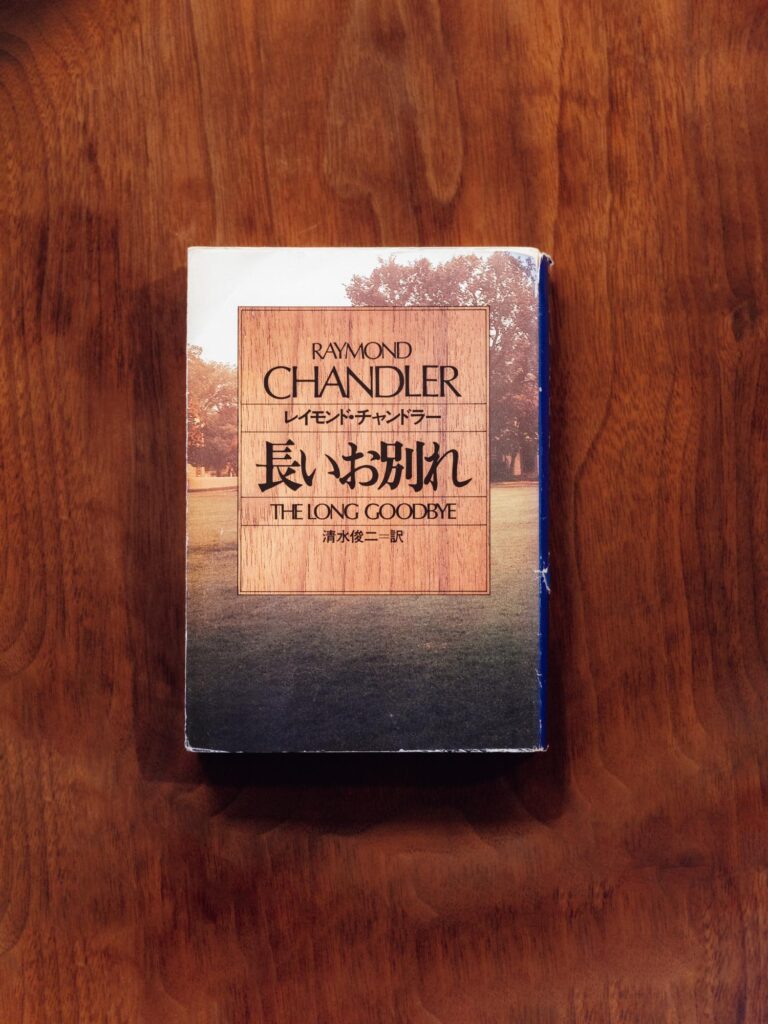 RAYMOND
CHANDLER
レイモンド・チャンドラー
長いお別れ
THE LONG GOODBYE
清水俊二＝訳